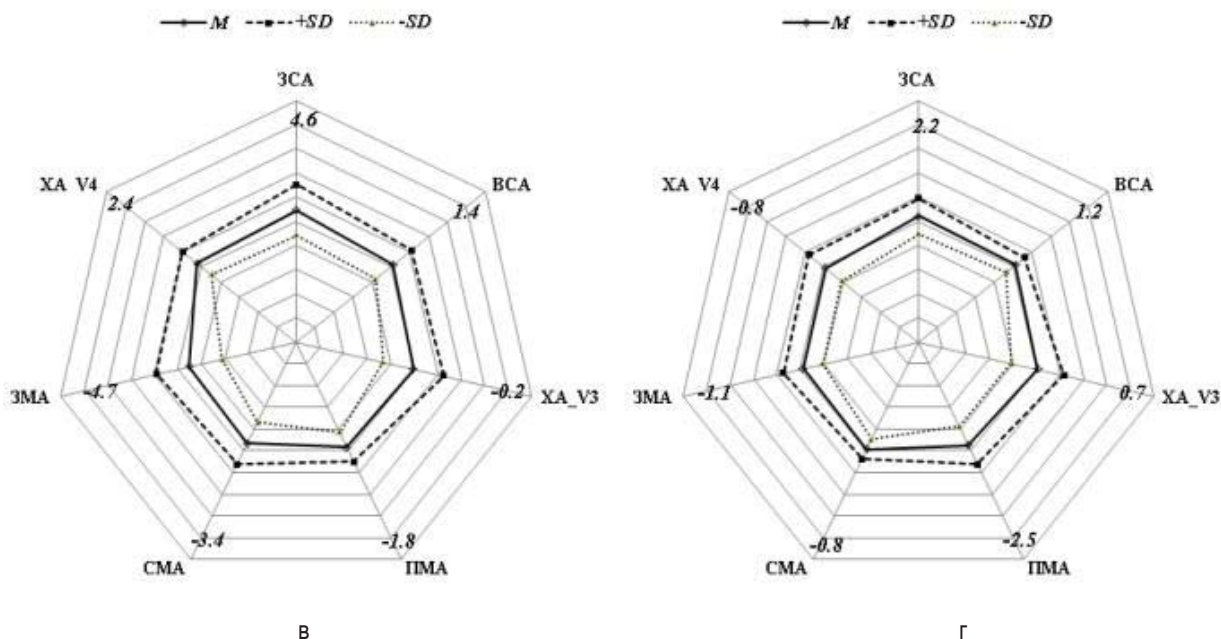 M +SD -SD
ЗСА
4.6
ХА V4
2.4
ВСА
1.4
ЗМА
-4.7
ХА_V3
-0.2
СМА
-3.4
ПМА
-1.8
В
M +SD -SD
ЗСА
2.2
ХА V4
-0.8
ВСА
1.2
ЗМА
-1.1
ХА_V3
0.7
СМА
-0.8
ПМА
-2.5
Г